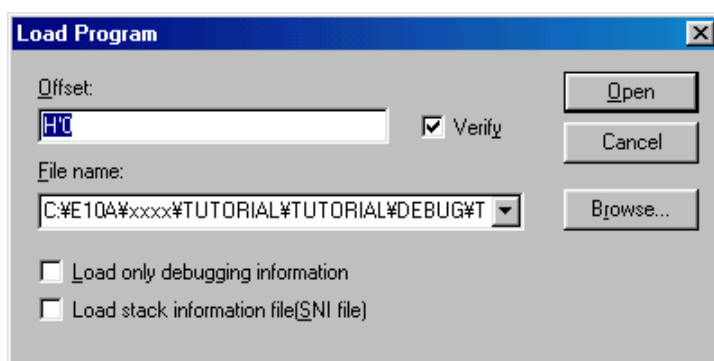 Load Program
Offset:
H'0
Verify
Open
Cancel
File name:
C:¥E10A¥xxxx¥TUTORIAL¥TUTORIAL¥DEBUG¥T
Browse...
Load only debugging information
Load stack information file(SNI file)